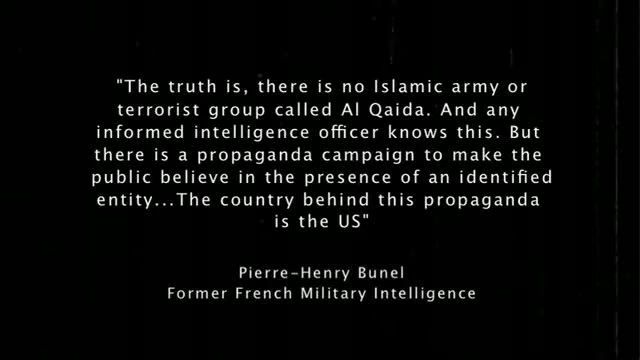 "The truth is, there is no Islamic army or
terrorist group called Al Qaida. And any
informed intelligence officer knows this. But
there is a propaganda campaign to make the
public believe in the presence of an identified
entity...The country behind this propaganda
is the US"
Pierre-Henry Bunel
Former French Military Intelligence